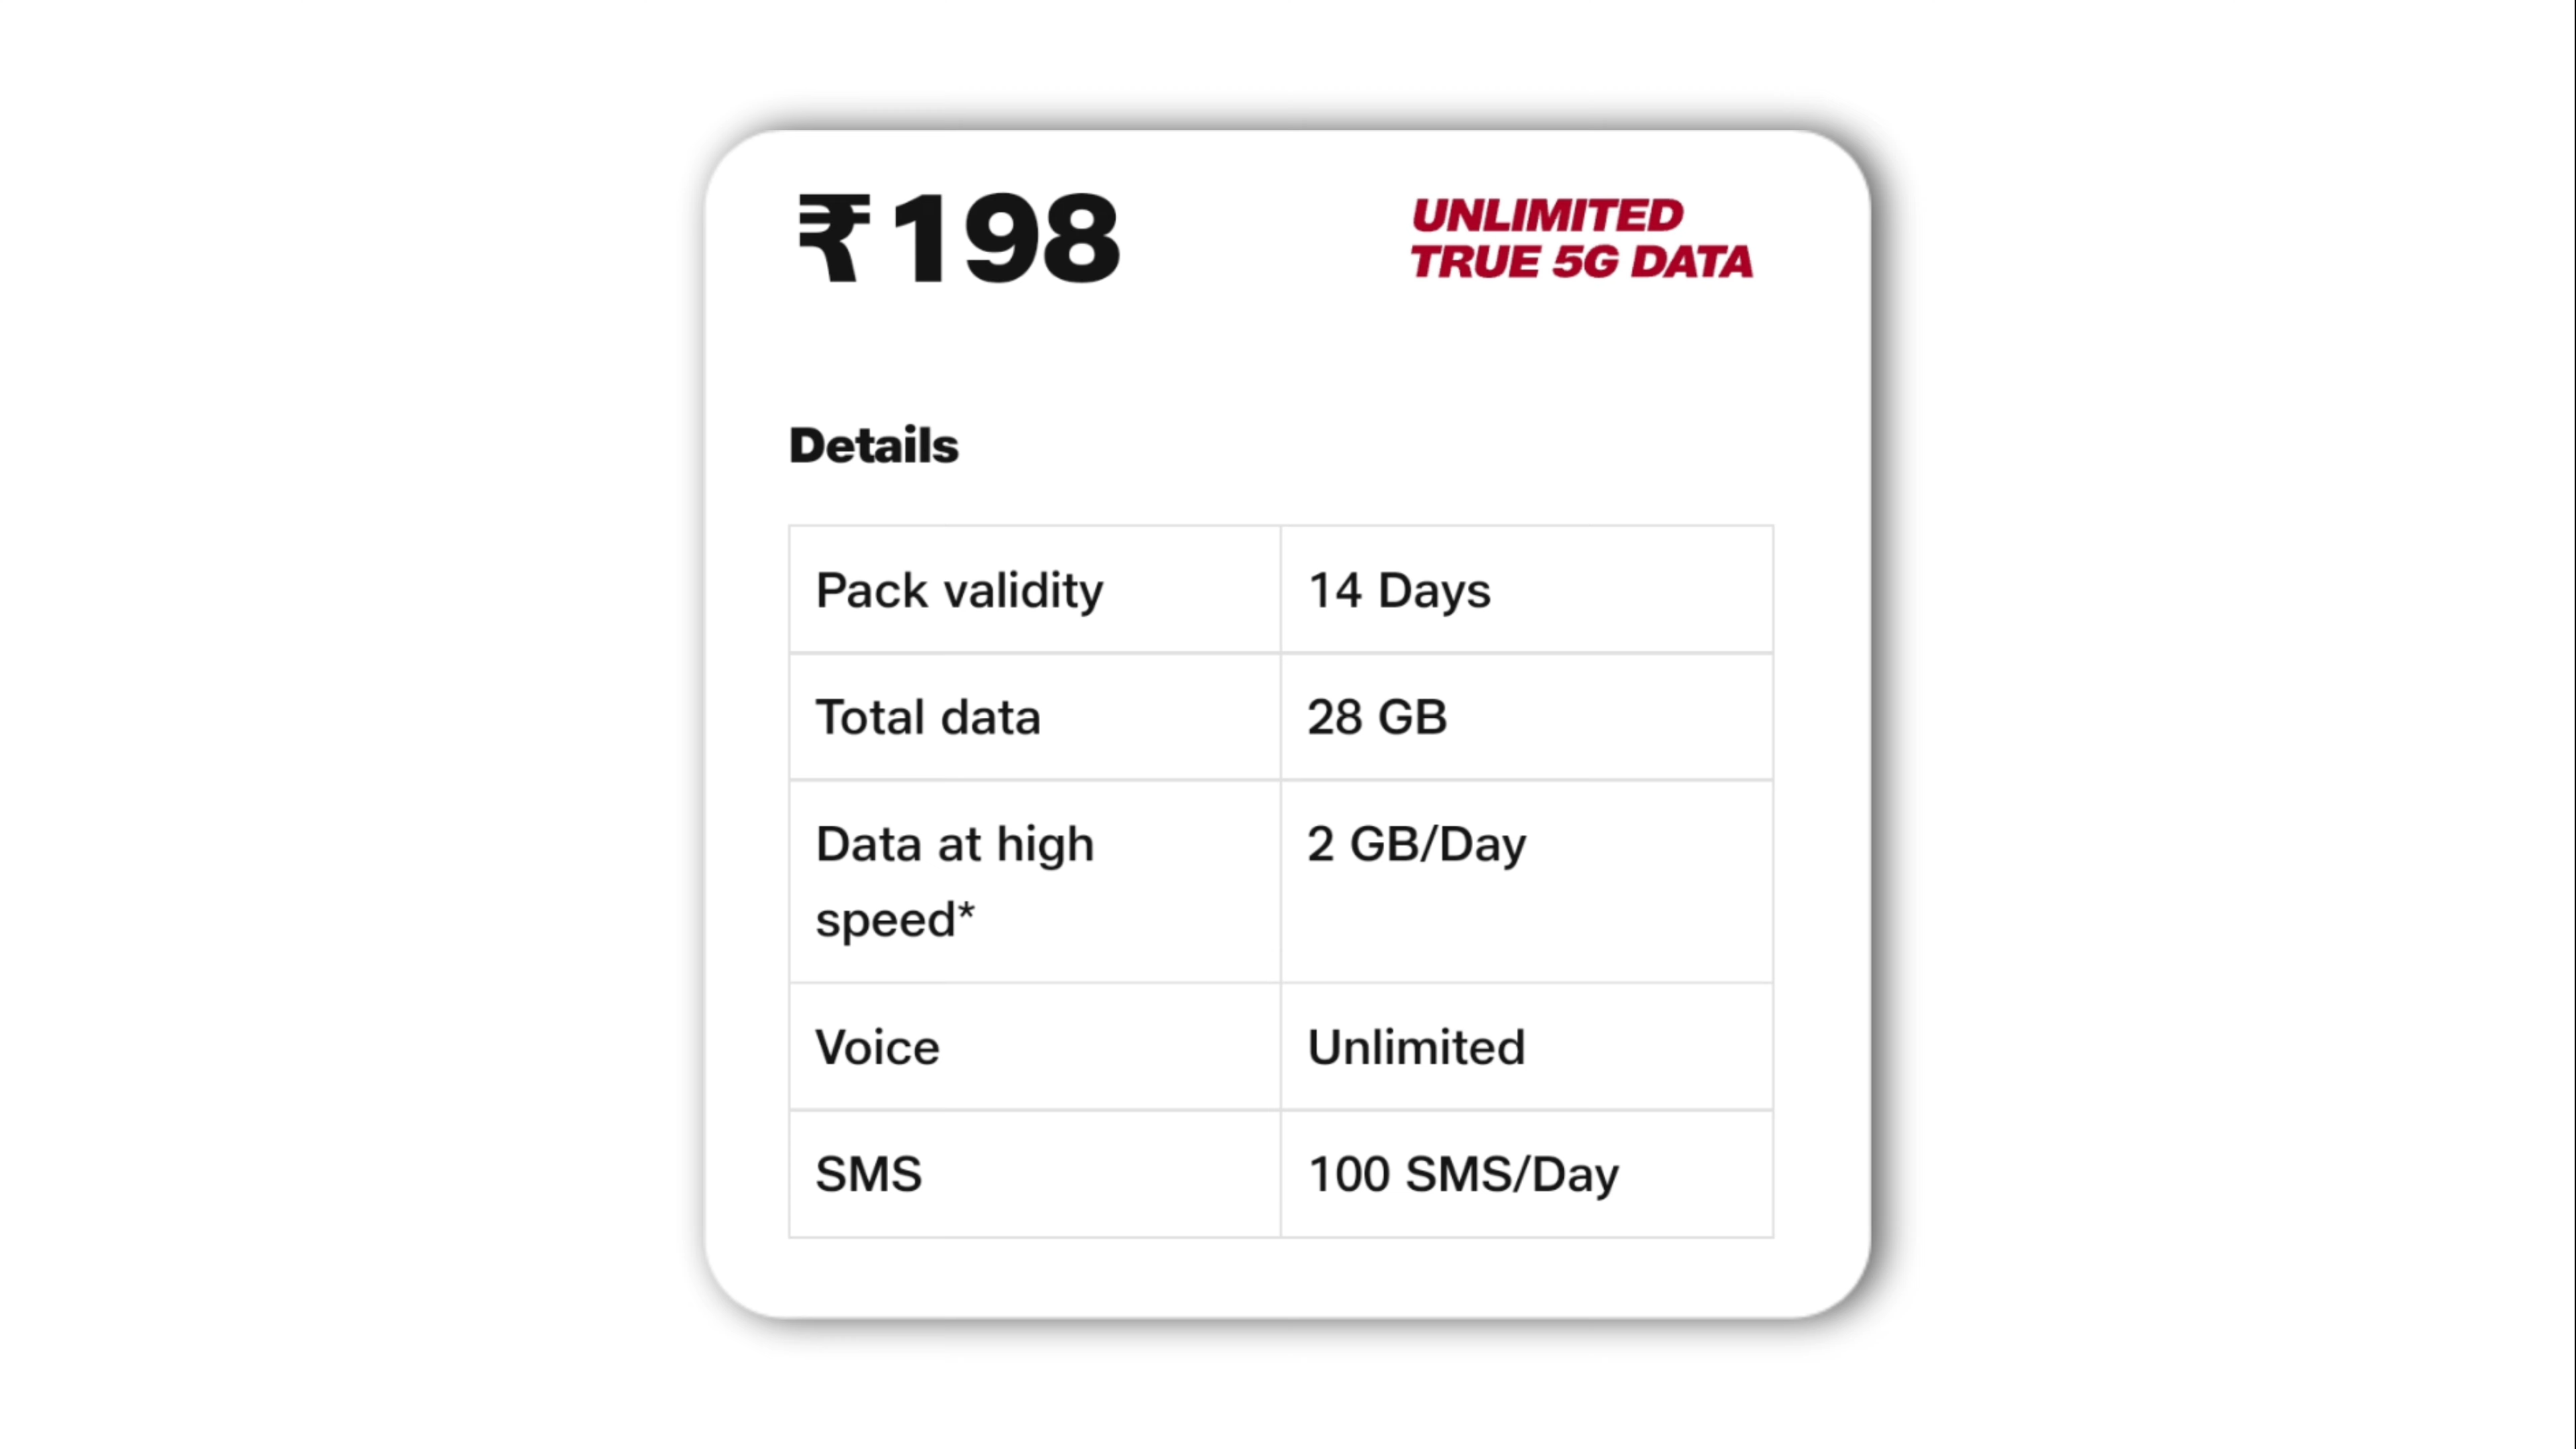 ₹198
UNLIMITED
TRUE 5G DATA
Details
Pack validity 14 Days
Total data 28 GB
Data at high 2 GB/Day
speed*
Voice Unlimited
SMS 100 SMS/Day